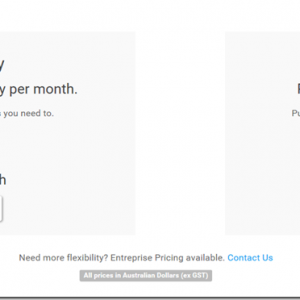 y
y per month.
s you need to.
h
P
Pu
Need more flexibility? Entreprise Pricing available. Contact Us
All prices in Australian Dollars (ex GST)